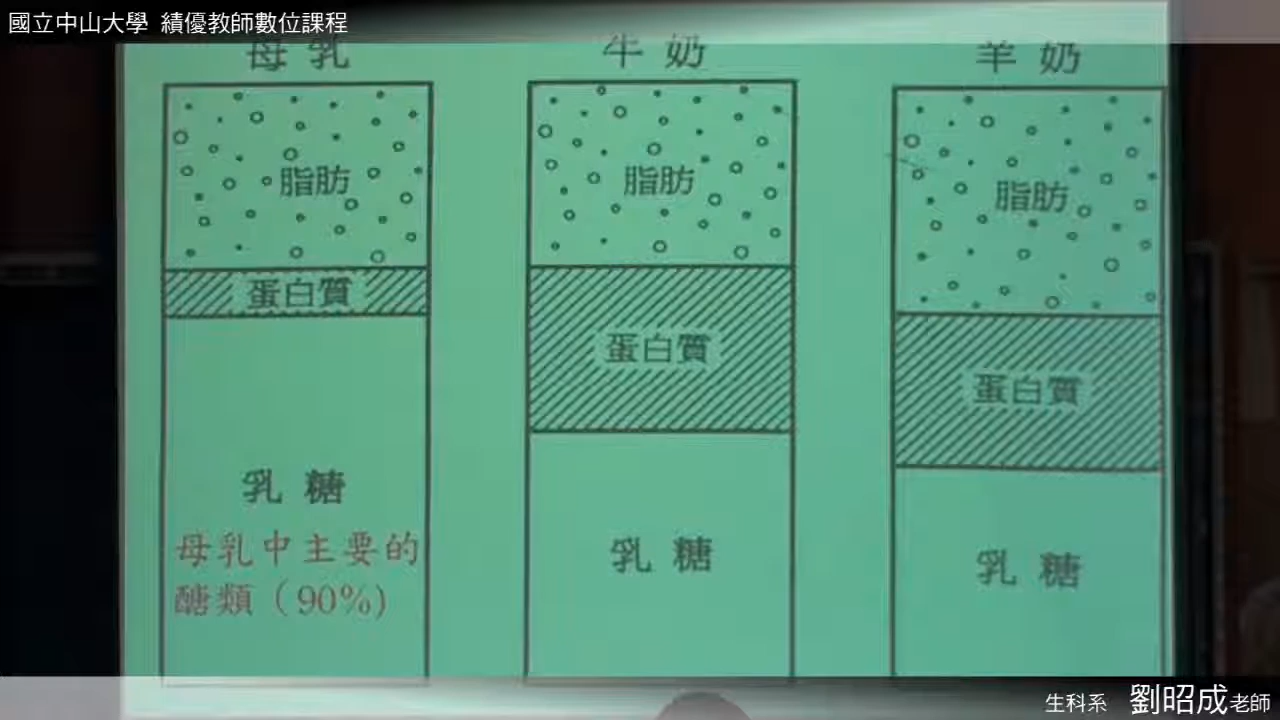 國立中山大學 績優教師數位課程
母乳
牛奶
羊奶
脂肪
脂肪
脂肪
蛋白質
蛋白質
蛋白質
乳糖
母乳中主要的
醣類（90%)
乳糖
乳糖
生科系 劉昭成老師